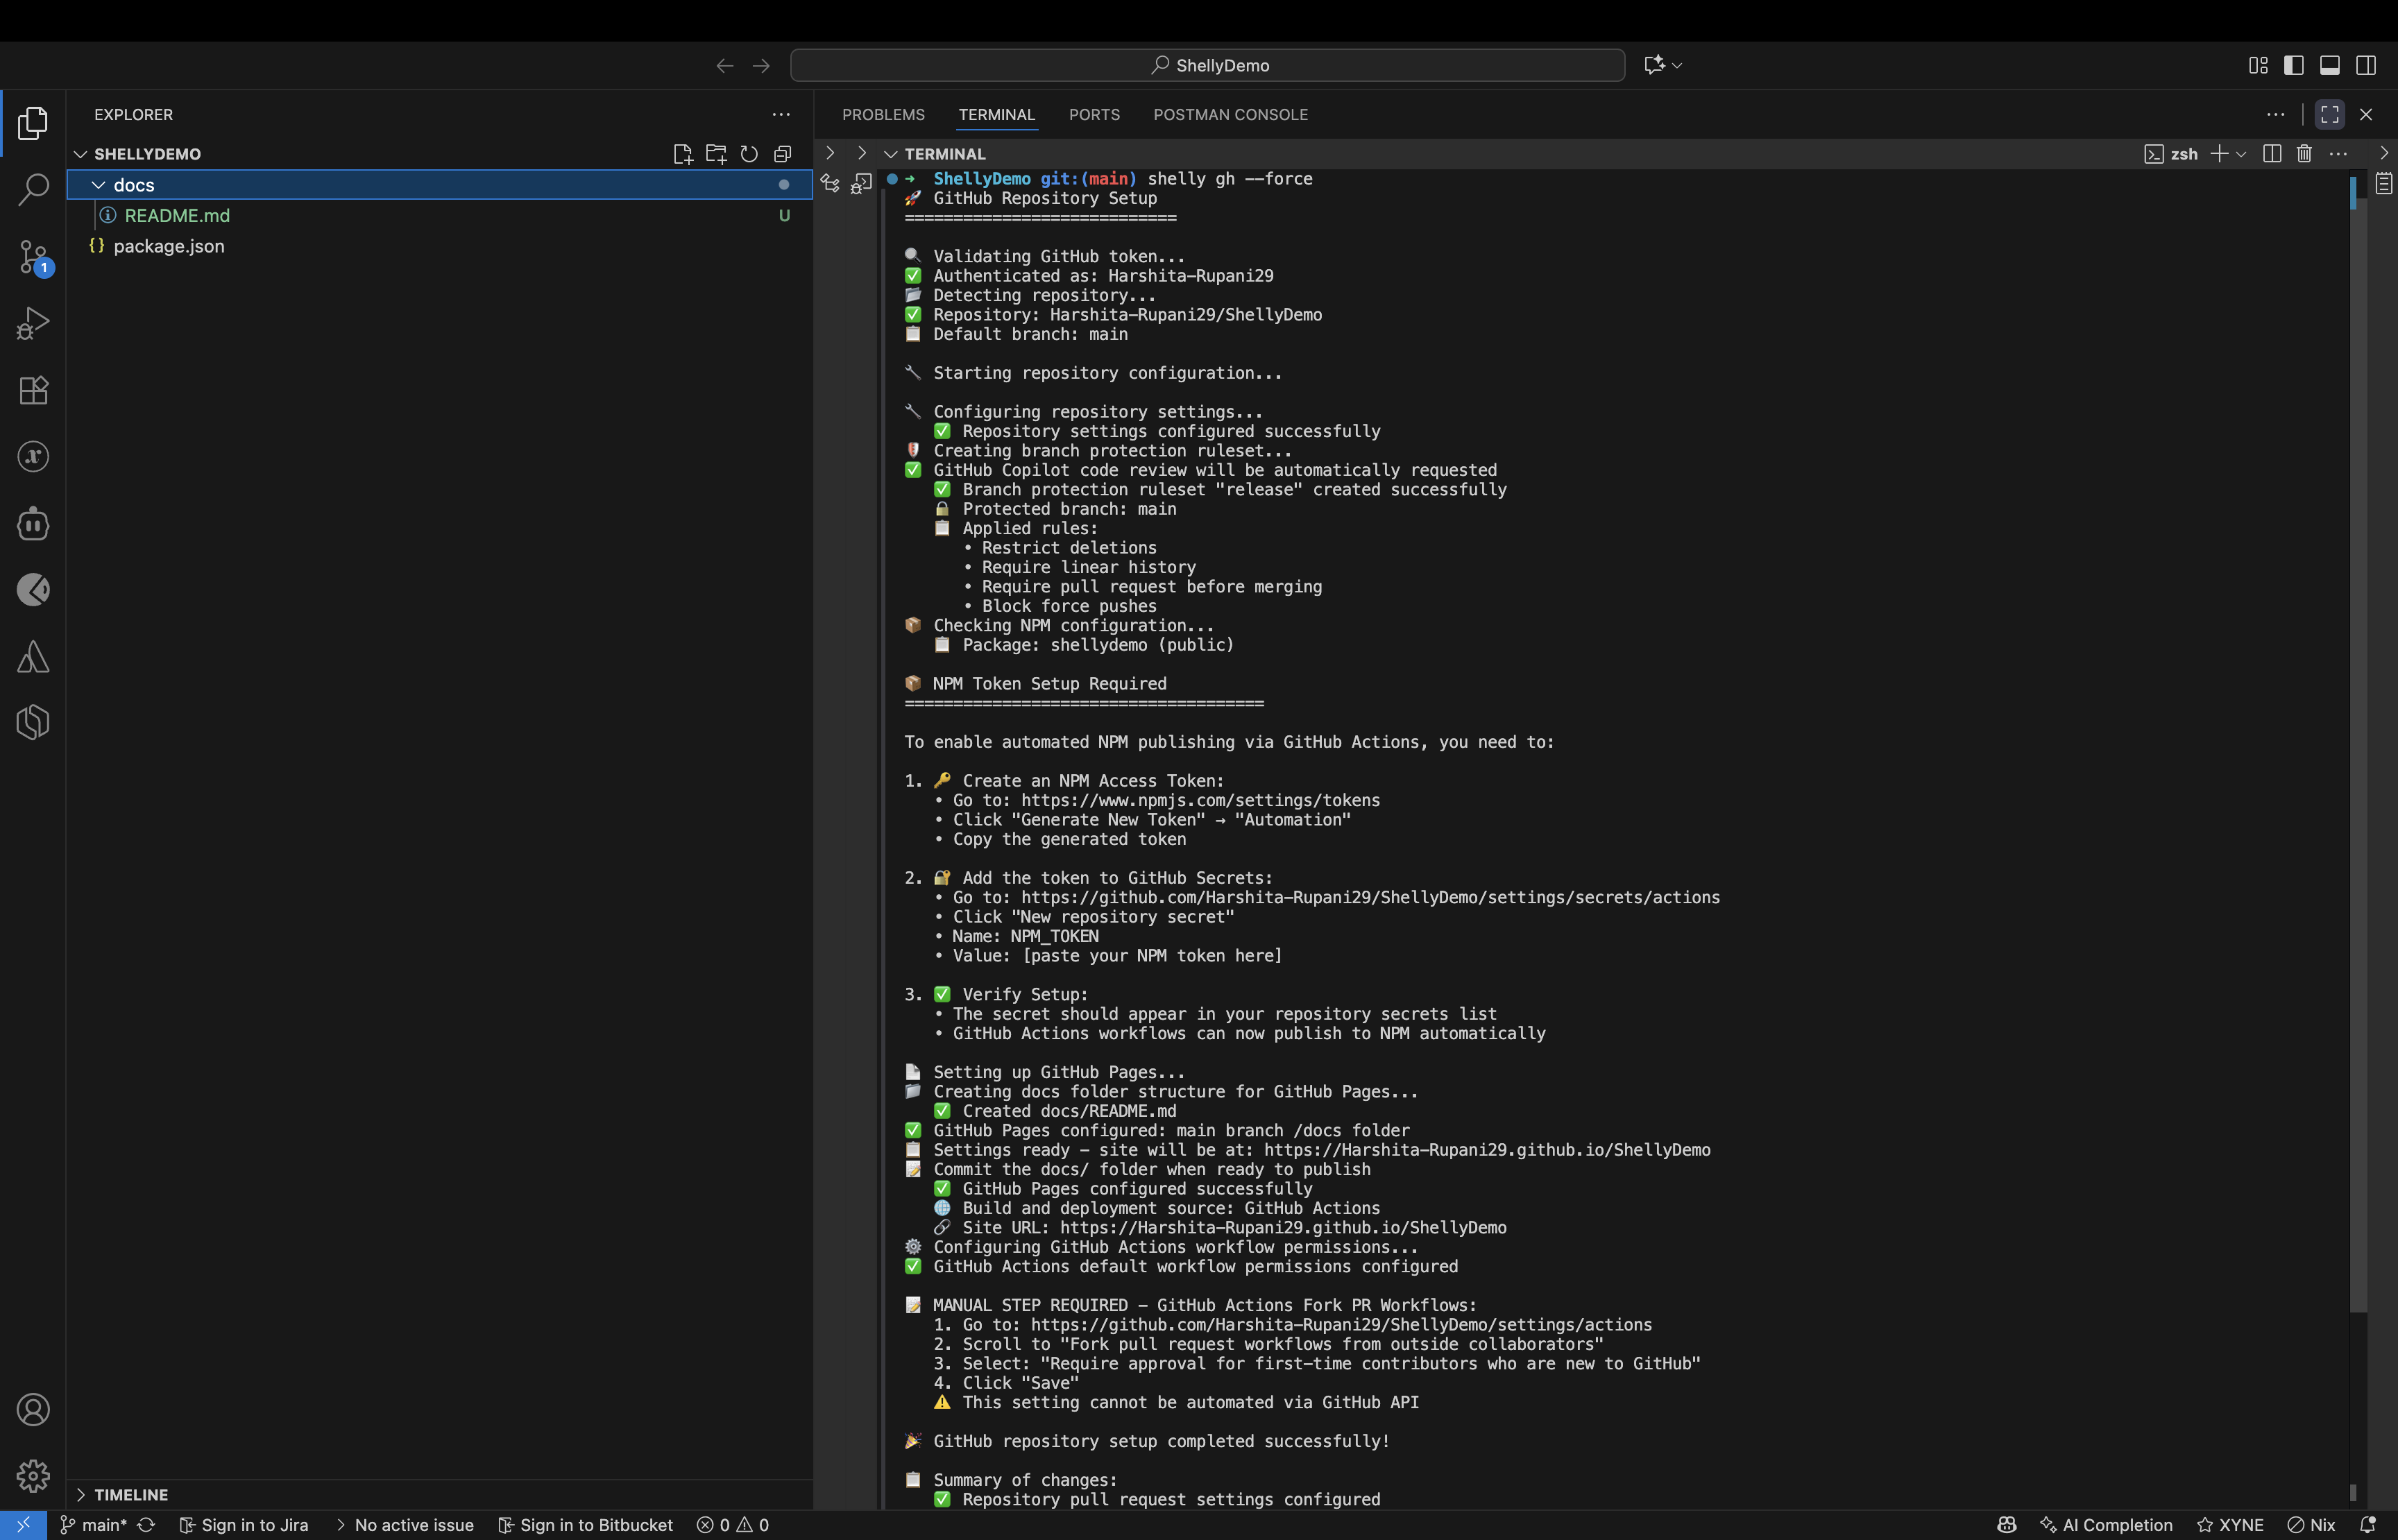 ShellyDemo
EXPLORER
SHELLYDEMO
docs
README.md U
{} package.json
1
TIMELINE
PROBLEMS TERMINAL PORTS POSTMAN CONSOLE
TERMINAL
zsh
➜ ShellyDemo git:(main) shelly gh --force
🚀 GitHub Repository Setup
============================
🔍 Validating GitHub token...
✅ Authenticated as: Harshita-Rupani29
📂 Detecting repository...
✅ Repository: Harshita-Rupani29/ShellyDemo
📋 Default branch: main
🔧 Starting repository configuration...
🔧 Configuring repository settings...
✅ Repository settings configured successfully
Creating branch protection ruleset...
✅ GitHub Copilot code review will be automatically requested
✅ Branch protection ruleset "release" created successfully
🔒 Protected branch: main
📋 Applied rules:
• Restrict deletions
• Require linear history
• Require pull request before merging
• Block force pushes
📦 Checking NPM configuration...
📋 Package: shellydemo (public)
📦 NPM Token Setup Required
=====================================
To enable automated NPM publishing via GitHub Actions, you need to:
1. 🔑 Create an NPM Access Token:
• Go to: https://www.npmjs.com/settings/tokens
• Click "Generate New Token" → "Automation"
• Copy the generated token
2. 🔐 Add the token to GitHub Secrets:
• Go to: https://github.com/Harshita-Rupani29/ShellyDemo/settings/secrets/actions
• Click "New repository secret"
• Name: NPM_TOKEN
• Value: [paste your NPM token here]
3. ✅ Verify Setup:
• The secret should appear in your repository secrets list
• GitHub Actions workflows can now publish to NPM automatically
📄 Setting up GitHub Pages...
📁 Creating docs folder structure for GitHub Pages...
✅ Created docs/README.md
✅ GitHub Pages configured: main branch /docs folder
📋 Settings ready - site will be at: https://Harshita-Rupani29.github.io/ShellyDemo
📝 Commit the docs/ folder when ready to publish
✅ GitHub Pages configured successfully
🌐 Build and deployment source: GitHub Actions
🔗 Site URL: https://Harshita-Rupani29.github.io/ShellyDemo
⚙️ Configuring GitHub Actions workflow permissions...
✅ GitHub Actions default workflow permissions configured
📝 MANUAL STEP REQUIRED - GitHub Actions Fork PR Workflows:
1. Go to: https://github.com/Harshita-Rupani29/ShellyDemo/settings/actions
2. Scroll to "Fork pull request workflows from outside collaborators"
3. Select: "Require approval for first-time contributors who are new to GitHub"
4. Click "Save"
⚠️ This setting cannot be automated via GitHub API
🎉 GitHub repository setup completed successfully!
📋 Summary of changes:
✅ Repository pull request settings configured
main* Sign in to Jira No active issue Sign in to Bitbucket 0 0 AI Completion XYNE Nix